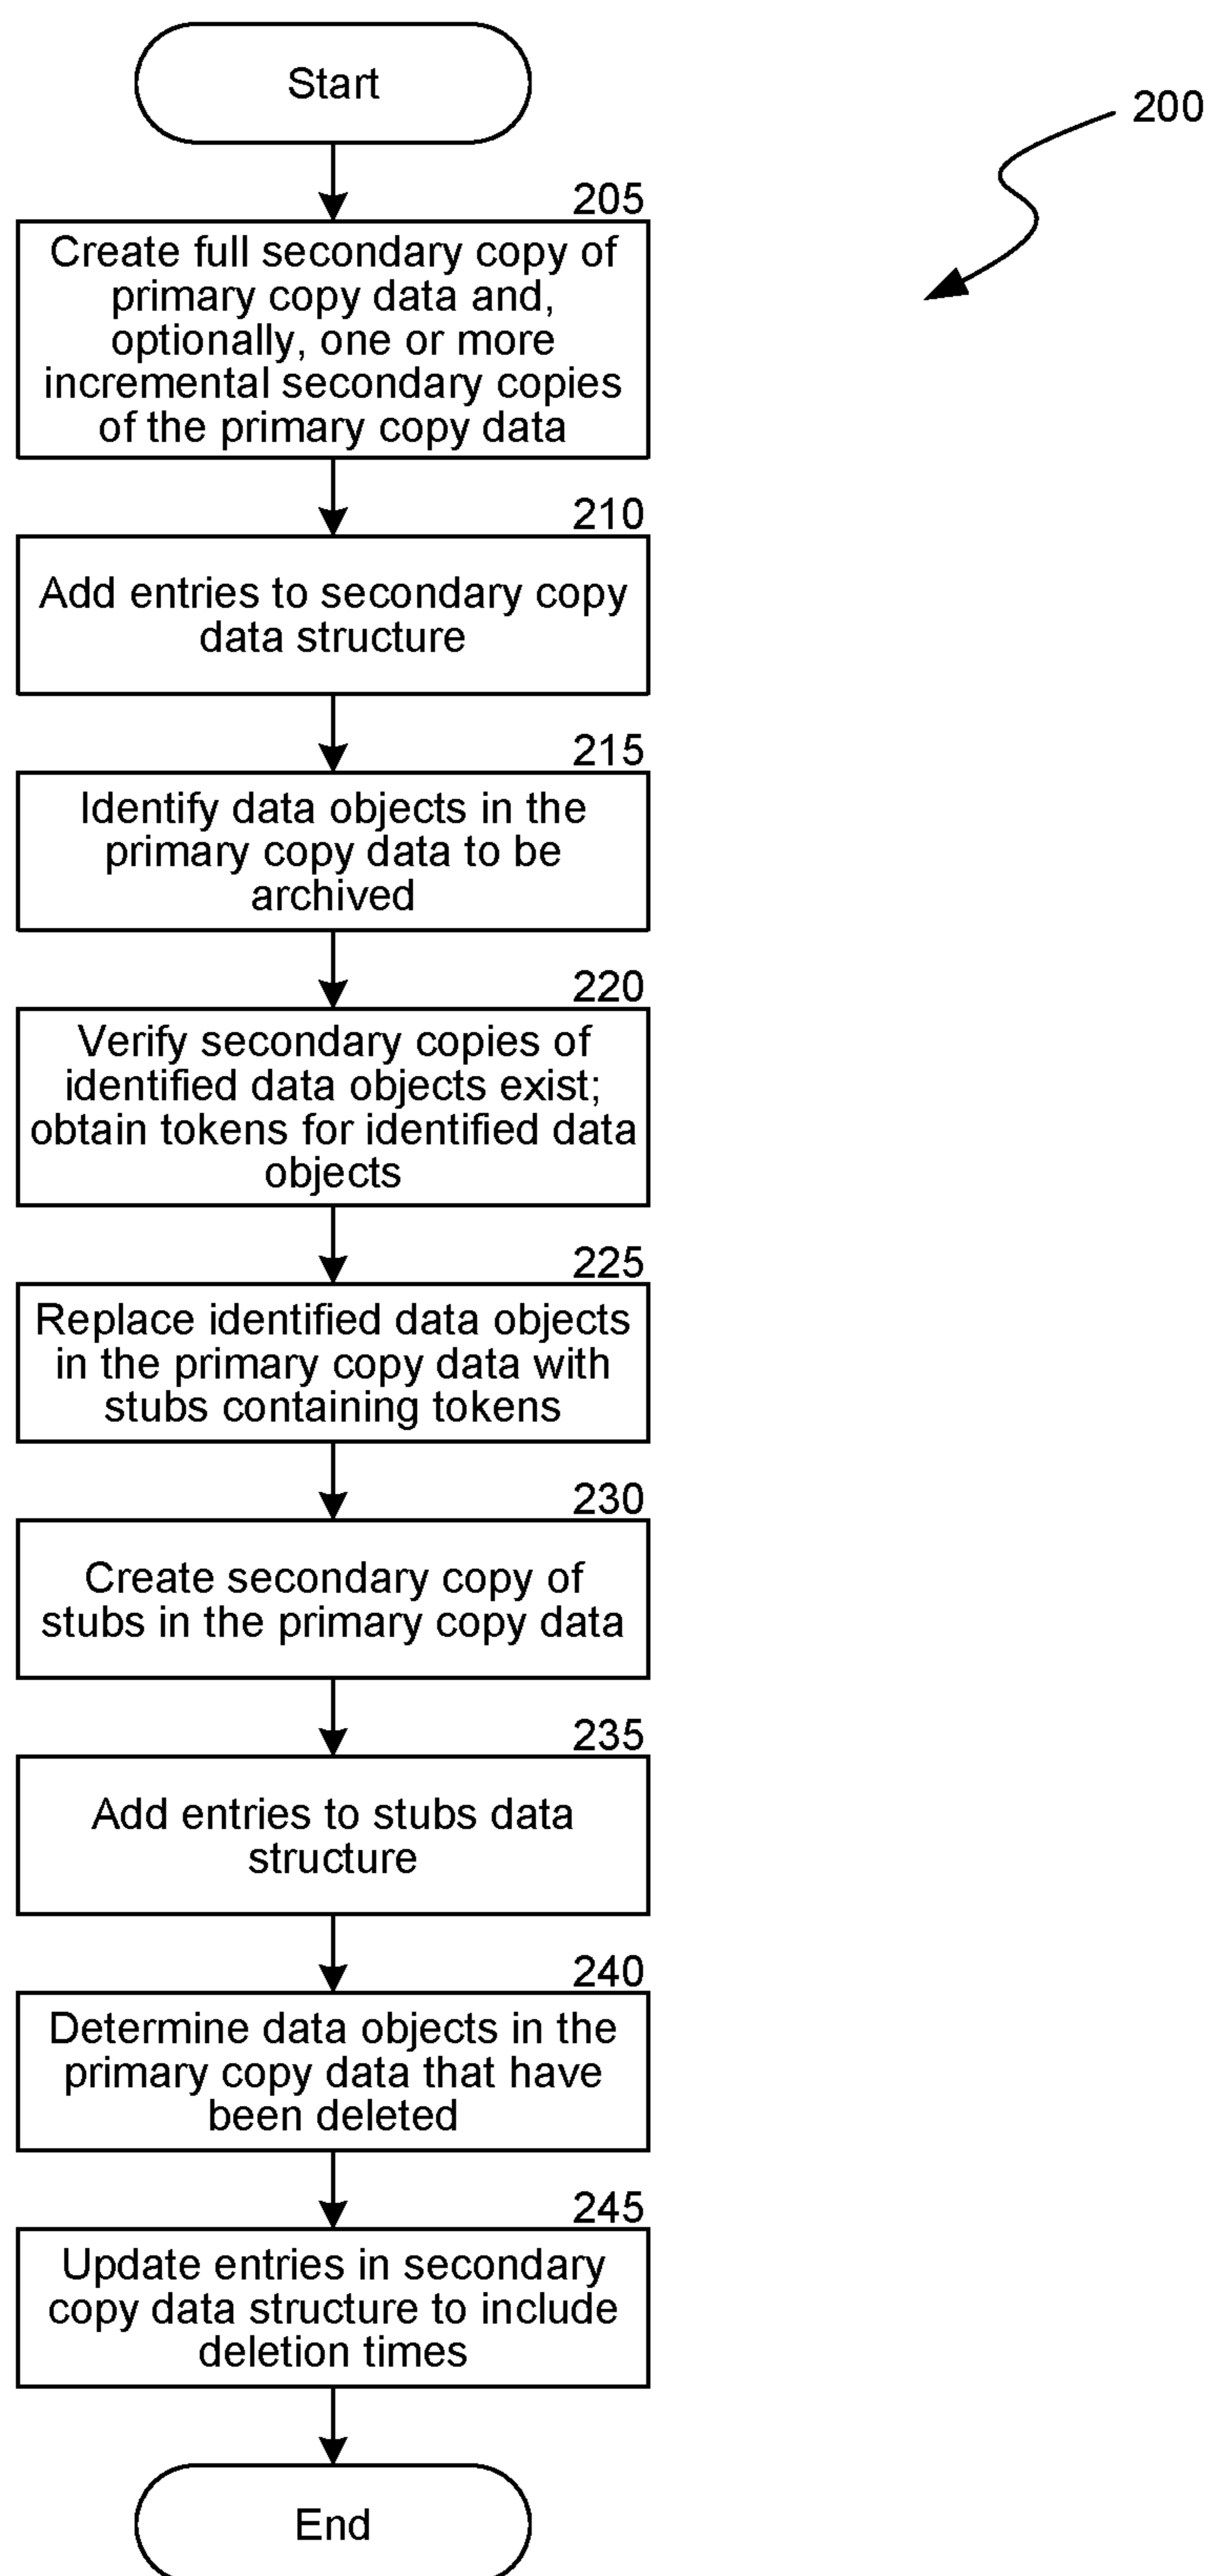 Start
200
205
Create full secondary copy of
primary copy data and,
optionally, one or more
incremental secondary copies
of the primary copy data
210
Add entries to secondary copy
data structure
215
Identify data objects in the
primary copy data to be
archived
220
Verify secondary copies of
identified data objects exist;
obtain tokens for identified data
objects
225
Replace identified data objects
in the primary copy data with
stubs containing tokens
230
Create secondary copy of
stubs in the primary copy data
235
Add entries to stubs data
structure
240
Determine data objects in the
primary copy data that have
been deleted
245
Update entries in secondary
copy data structure to include
deletion times
End